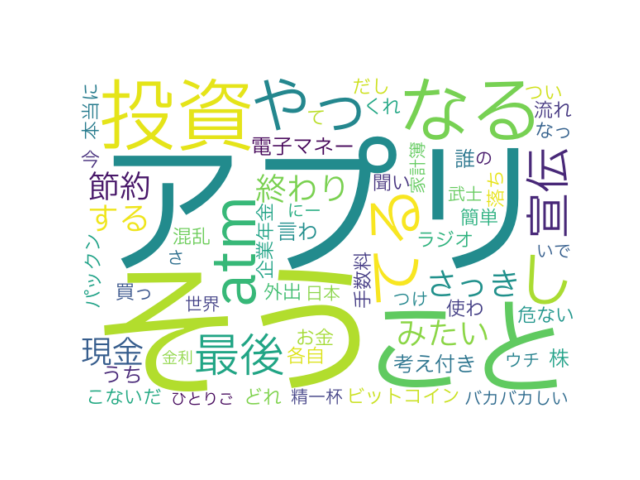 アプリ
そうこと
投資
やっ
なる
てる
し
atm
宣伝
最後
現金
節約
する
終わり
さっき
みたい
電子マネー
だし
くれ
て
つい
流れ
なっ
本当に
今
誰の
家計簿
聞い
武士
落ち
簡単
ラジオ
いで
混乱
さ
企業年金
にー
言わ
パックン
買っ
世界
外出
日本
手数料
つけ
使わ
危ない
金利
お金
各自
うち
考え付き
ウチ
株
こないだ
ひとりご
どれ
精一杯
ビットコイン
バカバカしい